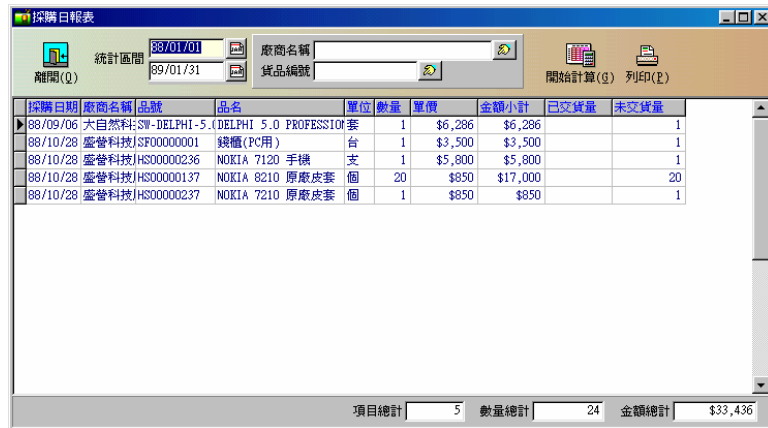 採購日報表
統計區間 88/01/01 廠商名稱
89/01/31 貨品編號
離開(Q) 開始計算(G) 列印(P)
採購日期 廠商名稱 品號 品名 單位 數量 單價 金額小計 已交貨量 未交貨量
88/09/06 大自然科 SW-DELPHI-5.0 DELPHI 5.0 PROFESSION 套 1 $6,286 $6,286 1
88/10/28 盛營科技 SF00000001 錢櫃(PC用) 台 1 $3,500 $3,500 1
88/10/28 盛營科技 HS00000236 NOKIA 7120 手機 支 1 $5,800 $5,800 1
88/10/28 盛營科技 HS00000137 NOKIA 8210 原廠皮套 個 20 $850 $17,000 20
88/10/28 盛營科技 HS00000237 NOKIA 7210 原廠皮套 個 1 $850 $850 1
項目總計 5 數量總計 24 金額總計 $33,436